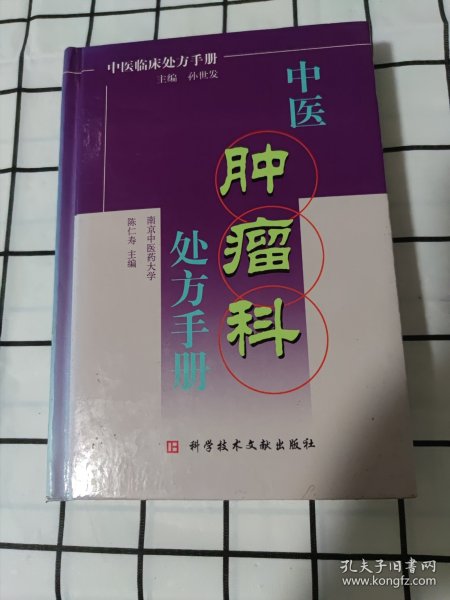 中医临床处方手册
主编 孙世发
中医
肿瘤科
处方手册
南京中医药大学
陈仁寿 主编
科学技术文献出版社
孔夫子旧书网
www.kongfz.com